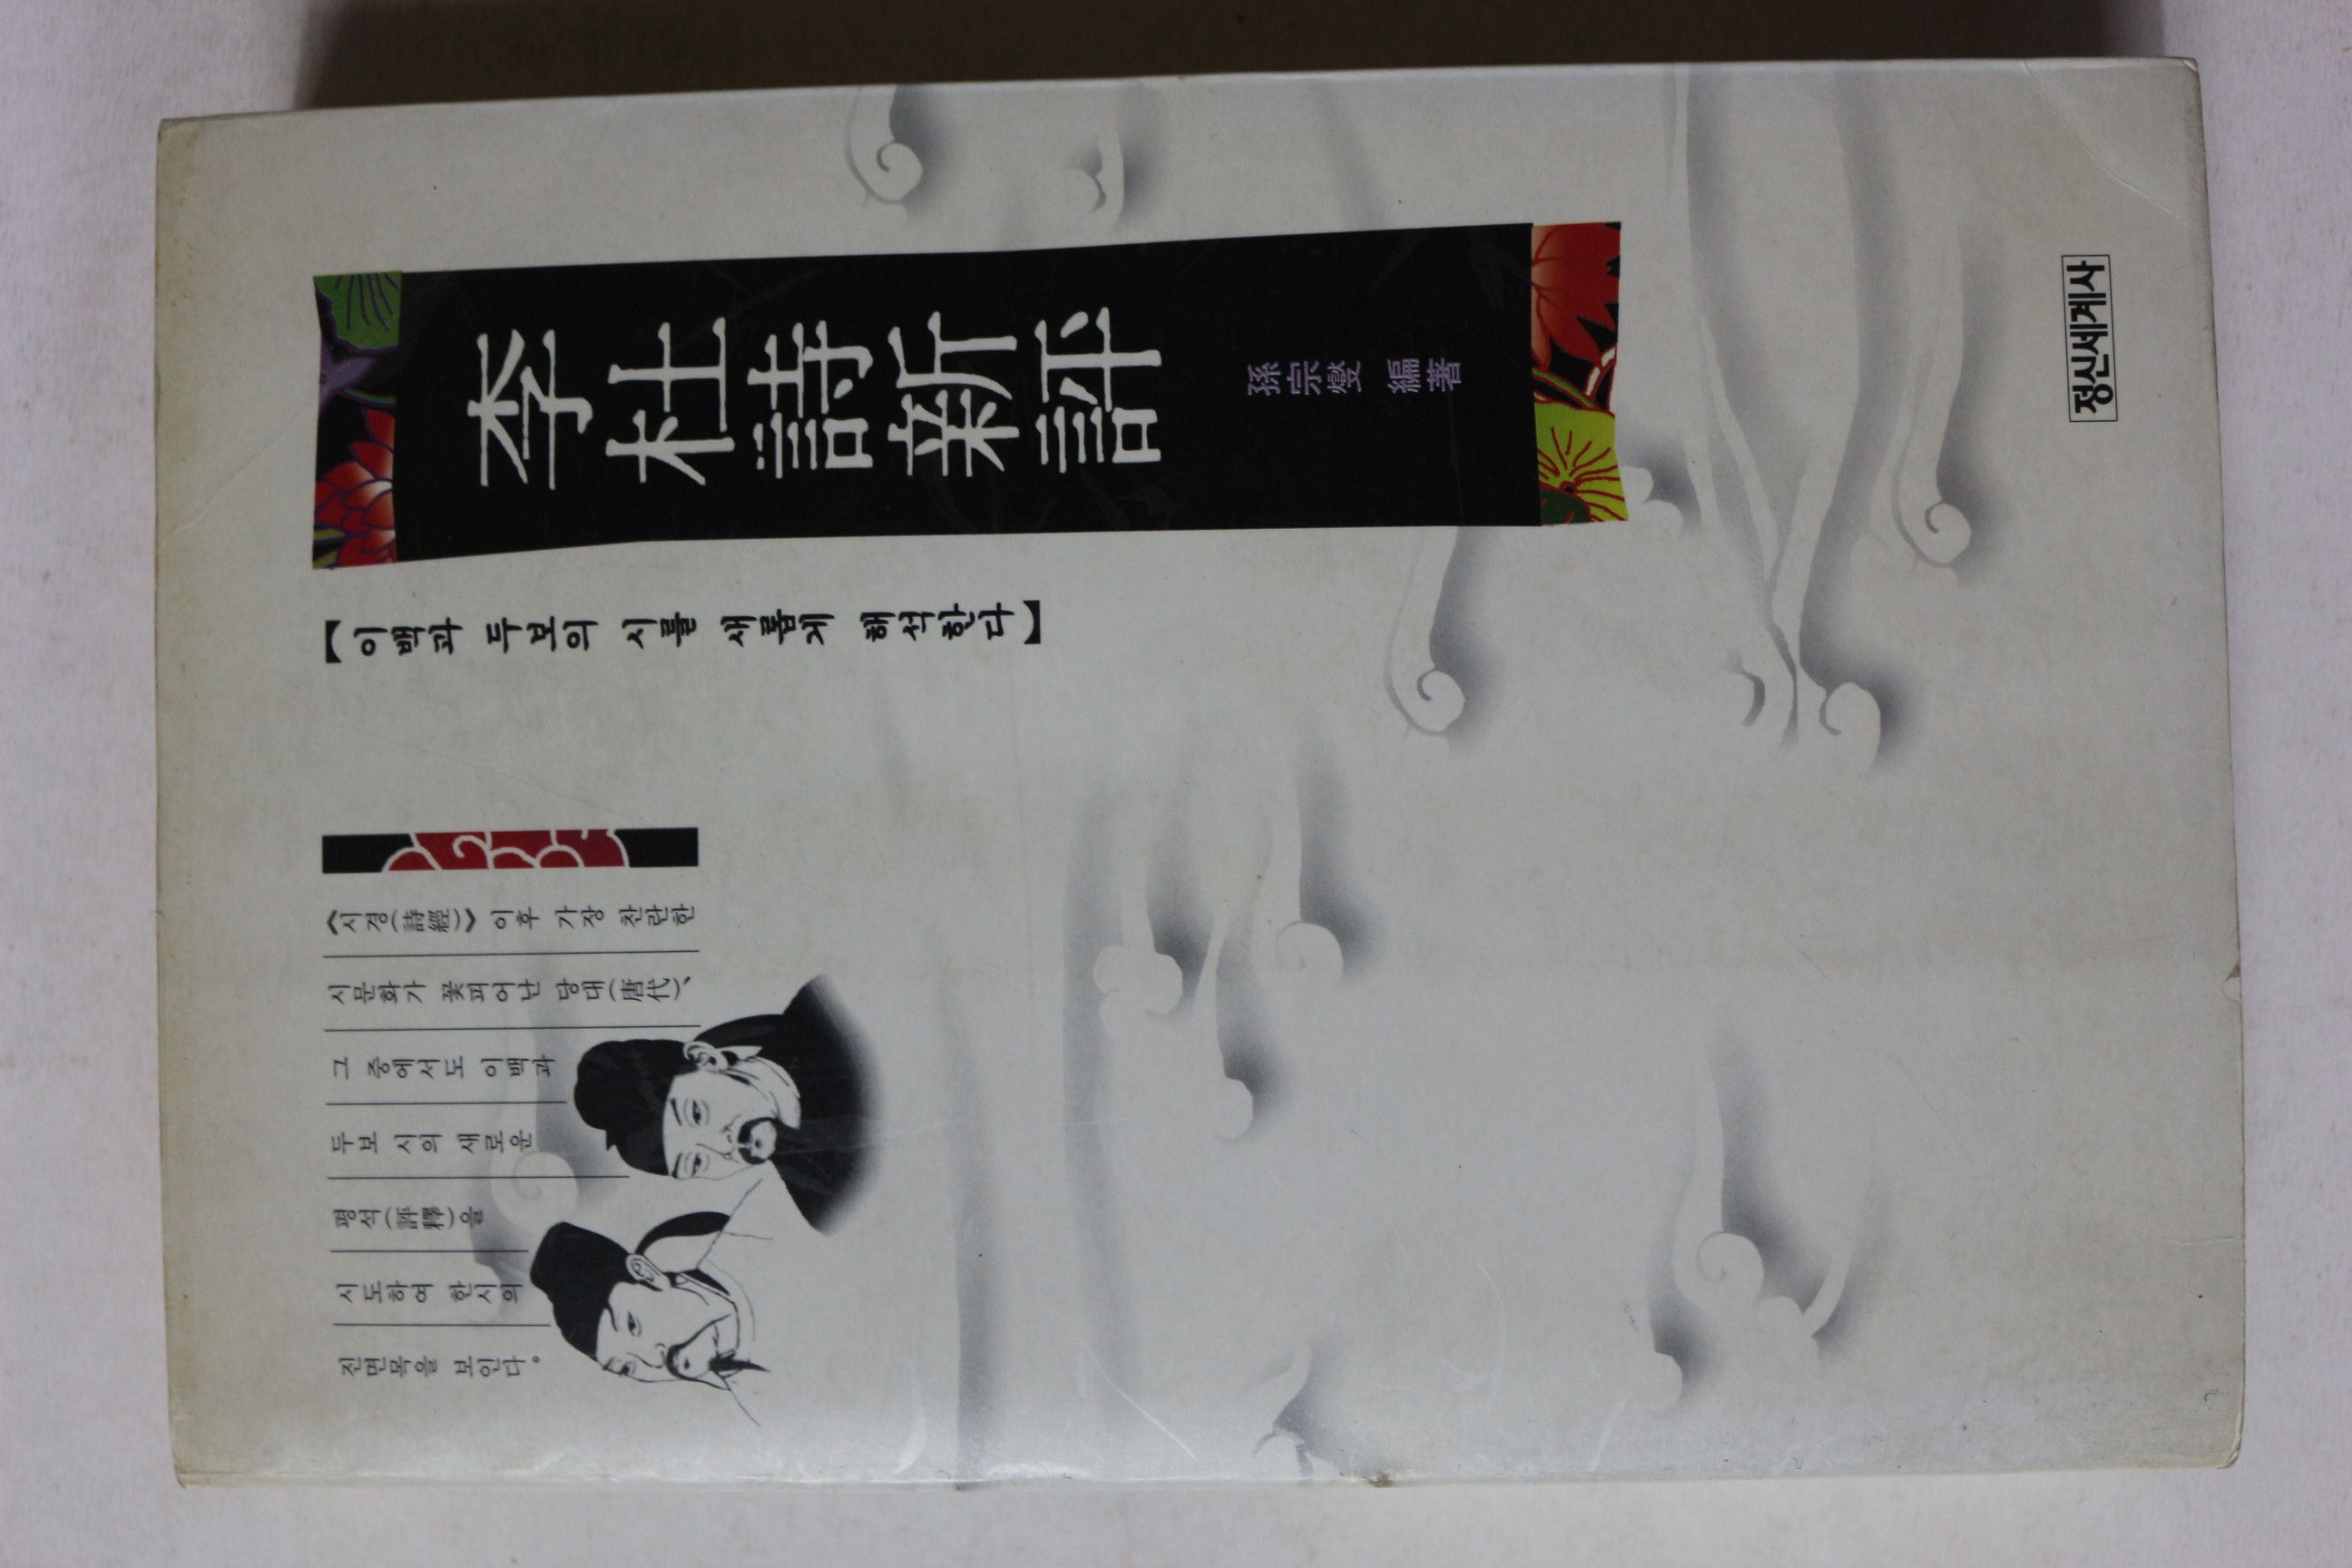 李杜詩新評
孫宗燮 編著
【이백과 두보의 시를 새롭게 해석한다】
《시경(詩經)》 이후 가장 찬란한
시문화가 꽃피어난 당대(唐代)、
그 중에서도 이백과
두보 시의 새로운
평석(評釋)을
시도하여 한시의
진면목을 보인다。
정신세계사